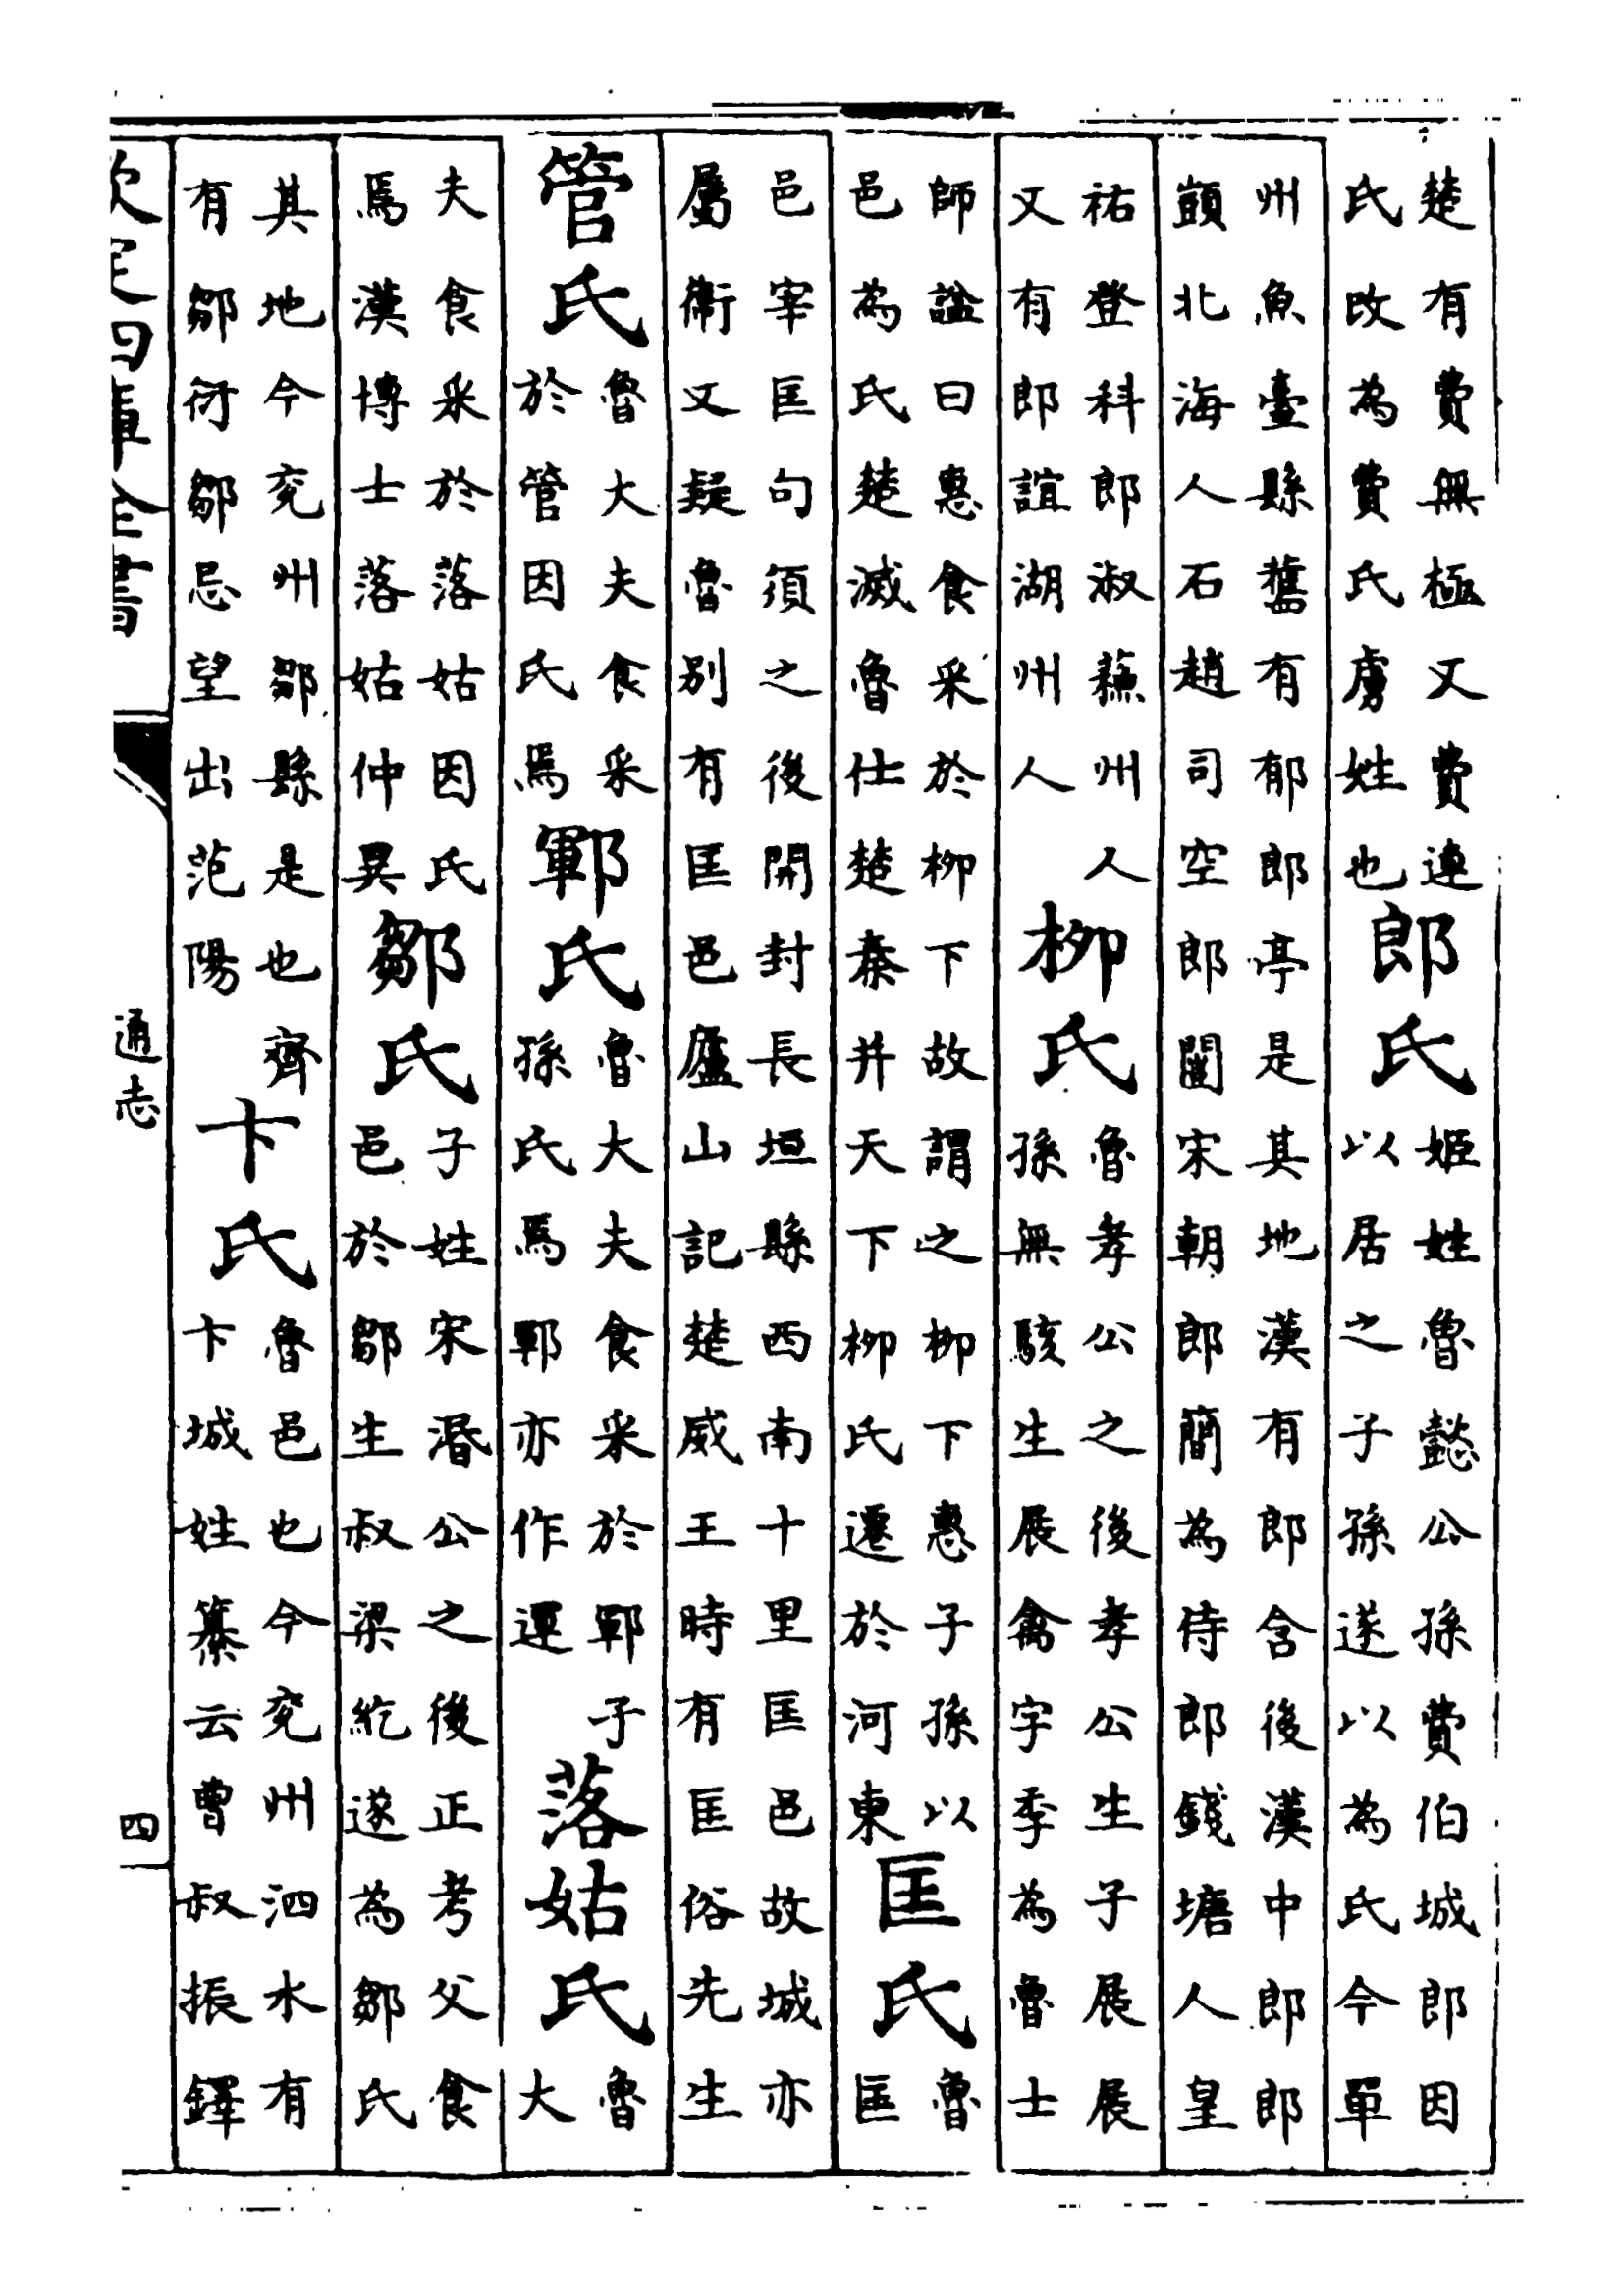 楚有費無極又費連
氏改為費氏虜姓也
郎氏
姬姓魯懿公孫費伯城郎因
以居之子孫遂以為氏今單
州魚臺縣舊有郁郎亭是其地漢有郎含後漢中郎郎
顗北海人石趙司空郎闓宋朝郎簡為侍郎錢塘人皇
祐登科郎淑蘇州人
又有郎誼湖州人
柳氏
魯孝公之後孝公生子展展
孫無駭生展禽字季為魯士
師諡曰惠食采於柳下故謂之柳下惠子孫以
邑為氏楚滅魯仕楚秦并天下柳氏遷於河東
匡氏
魯
匡
邑宰匡句須之後開封長垣縣西南十里匡邑故城亦
屬衛又疑魯別有匡邑廬山記楚威王時有匡俗先生
管氏
魯大夫食采
於管因氏焉
鄆氏
魯大夫食采於鄆子
孫氏焉鄆亦作運
落姑氏
魯
大
夫食采於落姑因氏
焉漢博士落姑仲異
鄒氏
子姓宋湣公之後正考父食
邑於鄒生叔梁紇遂為鄒氏
其地今兖州鄒縣是也齊
有鄒衍鄒忌望出范陽
卞氏
魯邑也今兖州泗水有
卞城姓纂云曹叔振鐸
欽定四庫全書
通志
四